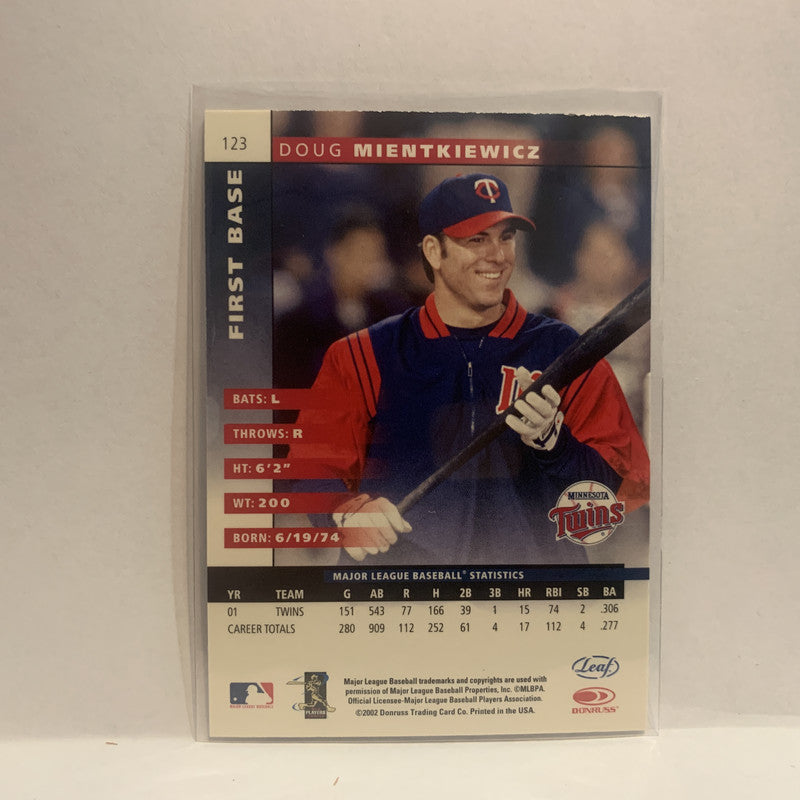 123
DOUG MIENTKIEWICZ
FIRST BASE
BATS: L
THROWS: R
HT: 6'2"
WT: 200
BORN: 6/19/74
MINNESOTA
Twins
MAJOR LEAGUE BASEBALL® STATISTICS
YR TEAM G AB R H 2B 3B HR RBI SB BA
01 TWINS 151 543 77 166 39 1 15 74 2 .306
CAREER TOTALS 280 909 112 252 61 4 17 112 4 .277
Leaf
DONRUSS
MAJOR LEAGUE BASEBALL
PLAYERS
Major League Baseball trademarks and copyrights are used with
permission of Major League Baseball Properties, Inc. ©MLBPA.
Official Licensee-Major League Baseball Players Association.
©2002 Donruss Trading Card Co. Printed in the USA.